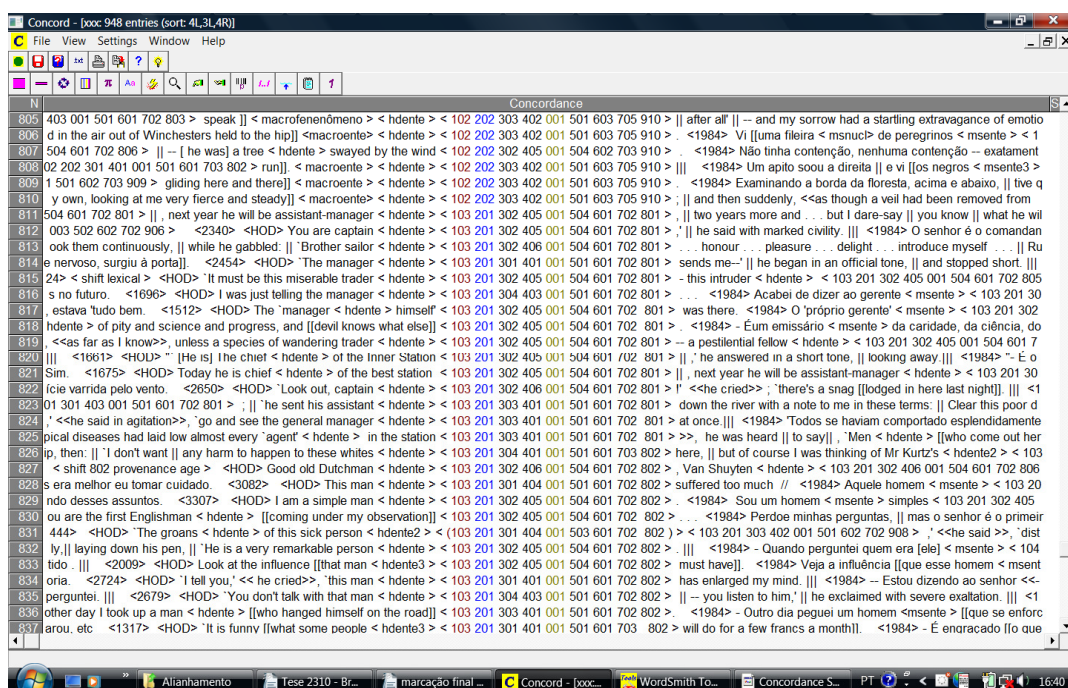 Concord - [xxx: 948 entries (sort: 4L,3L,4R)]
C File View Settings Window Help
N Concordance S
805 403 001 501 601 702 803 > speak ]] < macrofenenômeno > < hdente > < 102 202 303 402 001 501 603 705 910 > || after all' || -- and my sorrow had a startling extravagance of emotio
806 d in the air out of Winchesters held to the hip]] <macroente> < hdente > < 102 202 303 402 001 501 603 705 910 > . <1984> Vi [[uma fileira < msnucl> de peregrinos < msente > < 1
807 504 601 702 806 > || -- [ he was] a tree < hdente > swayed by the wind < 102 202 302 405 001 504 602 703 910 > . <1984> Não tinha contenção, nenhuma contenção -- exatament
808 02 202 301 401 001 501 601 703 802 > run]]. < macroente > < hdente > < 102 202 303 402 001 501 603 705 910 > ||| <1984> Um apito soou a direita || e vi [[os negros < msente3 >
809 1 501 602 703 909 > gliding here and there]] < macroente > < hdente > < 102 202 303 402 001 501 603 705 910 > . <1984> Examinando a borda da floresta, acima e abaixo, || tive q
810 y own, looking at me very fierce and steady]] < macroente> < hdente > < 102 202 303 402 001 501 603 705 910 > ; || and then suddenly, <<as though a veil had been removed from
811 504 601 702 801 > || , next year he will be assistant-manager < hdente > < 103 201 302 405 001 504 601 702 801 > , || two years more and . . . but I dare-say || you know || what he wil
812 003 502 602 702 906 > <2340> <HOD> `You are captain < hdente > < 103 201 302 405 001 504 601 702 801 > ,' || he said with marked civility. ||| <1984> O senhor é o comandan
813 ook them continuously, || while he gabbled: || `Brother sailor < hdente > < 103 201 302 406 001 504 601 702 801 > . . . honour . . . pleasure . . . delight . . . introduce myself . . . || Ru
814 e nervoso, surgiu à porta]]. <2454> <HOD> `The manager < hdente > < 103 201 301 401 001 501 601 702 801 > sends me--' || he began in an official tone, || and stopped short. |||
815 24> < shift lexical > <HOD> `It must be this miserable trader < hdente > < 103 201 302 405 001 504 601 702 801 > - this intruder < hdente > < 103 201 302 405 001 504 601 702 805
816 s no futuro. <1696> <HOD> I was just telling the manager < hdente > < 103 201 304 403 001 501 601 702 801 > . . . <1984> Acabei de dizer ao gerente < msente > < 103 201 30
817 , estava 'tudo bem. <1512> <HOD> The `manager < hdente > himself' < 103 201 302 405 001 504 601 702 801 > was there. <1984> O 'próprio gerente' < msente > < 103 201 302
818 hdente > of pity and science and progress, and [[devil knows what else]] < 103 201 302 405 001 504 601 702 801 > . <1984> - Éum emissário < msente > da caridade, da ciência, do
819 , <<as far as I know>>, unless a species of wandering trader < hdente > < 103 201 302 405 001 504 601 702 801 > -- a pestilential fellow < hdente > < 103 201 302 405 001 504 601 7
820 ||| <1661> <HOD> "` [He is] The chief < hdente > of the Inner Station < 103 201 302 405 001 504 601 702 801 > || ,' he answered in a short tone, || looking away.||| <1984> "- É o
821 Sim. <1675> <HOD> Today he is chief < hdente > of the best station < 103 201 302 405 001 504 601 702 801 > || , next year he will be assistant-manager < hdente > < 103 201 30
822 ície varrida pelo vento. <2650> <HOD> `Look out, captain < hdente > < 103 201 302 406 001 504 601 702 801 > !' <<he cried>> ; `there's a snag [[lodged in here last night]]. ||| <1
823 01 301 403 001 501 601 702 801 > ; || `he sent his assistant < hdente > < 103 201 303 401 001 501 601 702 801 > down the river with a note to me in these terms: || Clear this poor d
824 ,' <<he said in agitation>>, `go and see the general manager < hdente > < 103 201 303 401 001 501 601 702 801 > at once.||| <1984> 'Todos se haviam comportado esplendidamente
825 pical diseases had laid low almost every `agent' < hdente > in the station < 103 201 303 401 001 501 601 702 801 >>>, he was heard || to say|| , `Men < hdente > [[who come out her
826 ip, then: || `I don't want || any harm to happen to these whites < hdente > < 103 201 304 401 001 501 601 703 802 > here, || but of course I was thinking of Mr Kurtz's < hdente2 > < 103
827 < shift 802 provenance age > <HOD> Good old Dutchman < hdente > < 103 201 302 406 001 504 601 702 802 > , Van Shuyten < hdente > < 103 201 302 406 001 504 601 702 806
828 s era melhor eu tomar cuidado. <3082> <HOD> This man < hdente > < 103 201 301 404 001 501 601 702 802 > suffered too much // <1984> Aquele homem < msente > < 103 20
829 ndo desses assuntos. <3307> <HOD> I am a simple man < hdente > < 103 201 302 405 001 504 601 702 802 > . <1984> Sou um homem < msente > simples < 103 201 302 405
830 ou are the first Englishman < hdente > [[coming under my observation]] < 103 201 302 405 001 504 601 702 802 > . . . <1984> Perdoe minhas perguntas, || mas o senhor é o primeir
831 444> <HOD> `The groans < hdente > of this sick person < hdente2 > < (103 201 304 404 001 503 601 702 802 ) > < 103 201 303 402 001 501 602 702 908 > ,' <<he said >>, `dist
832 ly,|| laying down his pen, || `He is a very remarkable person < hdente > < 103 201 302 405 001 504 601 702 802 > . ||| <1984> - Quando perguntei quem era [ele] < msente > < 104
833 tido . ||| <2009> <HOD> Look at the influence [[that man < hdente3 > < 103 201 302 405 001 504 601 702 802 > must have]]. <1984> Veja a influência [[que esse homem < msent
834 oria. <2724> <HOD> `I tell you,' << he cried>>, `this man < hdente > < 103 201 301 401 001 501 601 702 802 > has enlarged my mind. ||| <1984> -- Estou dizendo ao senhor <<-
835 perguntei. ||| <2679> <HOD> `You don't talk with that man < hdente > < 103 201 304 403 001 501 601 702 802 > || -- you listen to him,' || he exclaimed with severe exaltation. ||| <1
836 other day I took up a man < hdente > [[who hanged himself on the road]] < 103 201 303 401 001 501 601 702 802 >. <1984> - Outro dia peguei um homem <msente > [[que se enforc
837 arou, etc <1317> <HOD> `It is funny [[what some people < hdente3 > < 103 201 301 401 001 501 601 703 802 > will do for a few francs a month]]. <1984> - É engraçado [[o que
Alianhamento Tese 2310 - Br... marcação final ... Concord - [xxx:... WordSmith To... Concordance S... PT 16:40